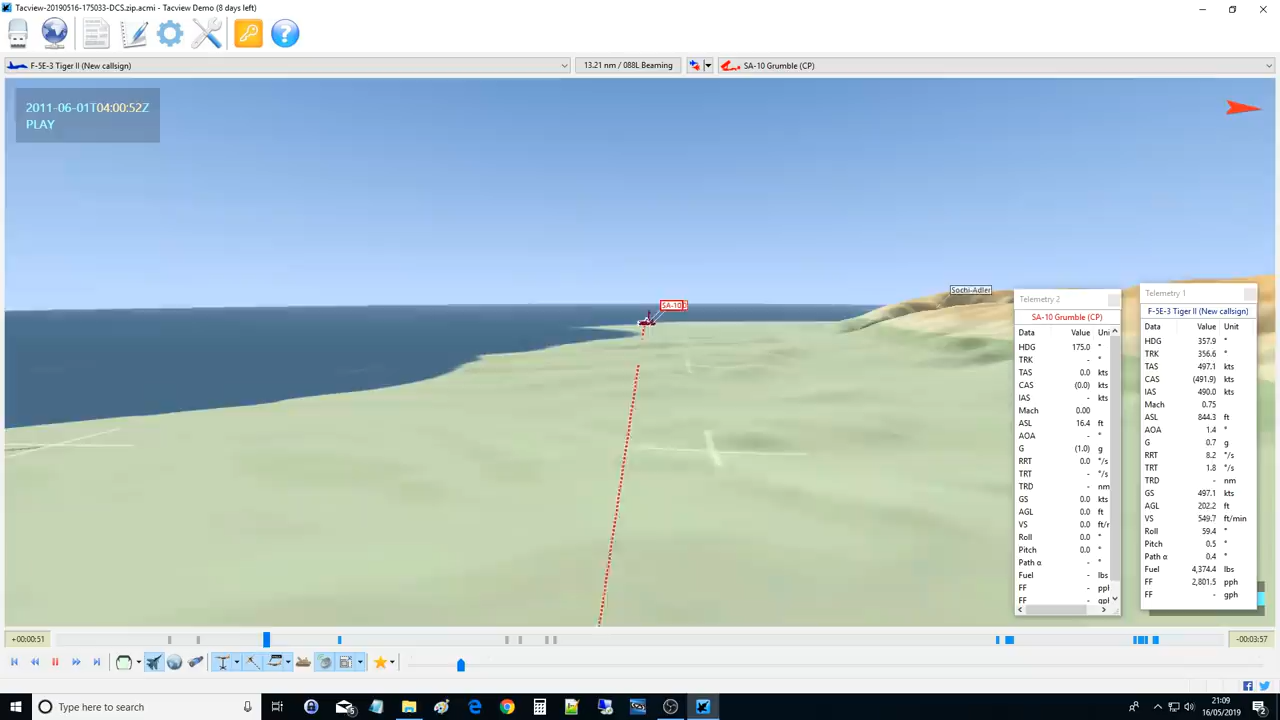 Tacview-20190516-175033-DCS.zip.acmi - Tacview Demo (8 days left)
F-5E-3 Tiger II (New callsign)
13.21 nm / 088L Beaming
SA-10 Grumble (CP)
2011-06-01T04:00:52Z
PLAY
SA-10
Sochi-Adler
Telemetry 2
SA-10 Grumble (CP)
Data Value Uni
HDG 175.0 °
TRK - °
TAS 0.0 kts
CAS (0.0) kts
IAS - kts
Mach 0.00
ASL 16.4 ft
AOA - °
G (1.0) g
RRT 0.0 °/s
TRT - °/s
TRD - nm
GS 0.0 kts
AGL 0.0 ft
VS 0.0 ft/r
Roll 0.0 °
Pitch 0.0 °
Path α - °
Fuel - lbs
FF - ppl
FF - gpl
Telemetry 1
F-5E-3 Tiger II (New callsign)
Data Value Unit
HDG 357.9 °
TRK 356.6 °
TAS 497.1 kts
CAS (491.9) kts
IAS 490.0 kts
Mach 0.75
ASL 844.3 ft
AOA 1.4 °
G 0.7 g
RRT 8.2 °/s
TRT 1.8 °/s
TRD - nm
GS 497.1 kts
AGL 202.2 ft
VS 549.7 ft/min
Roll 59.4 °
Pitch 0.5 °
Path α 0.4 °
Fuel 4,374.4 lbs
FF 2,801.5 pph
FF - gph
+00:00:51
-00:03:57
Type here to search
21:09
16/05/2019